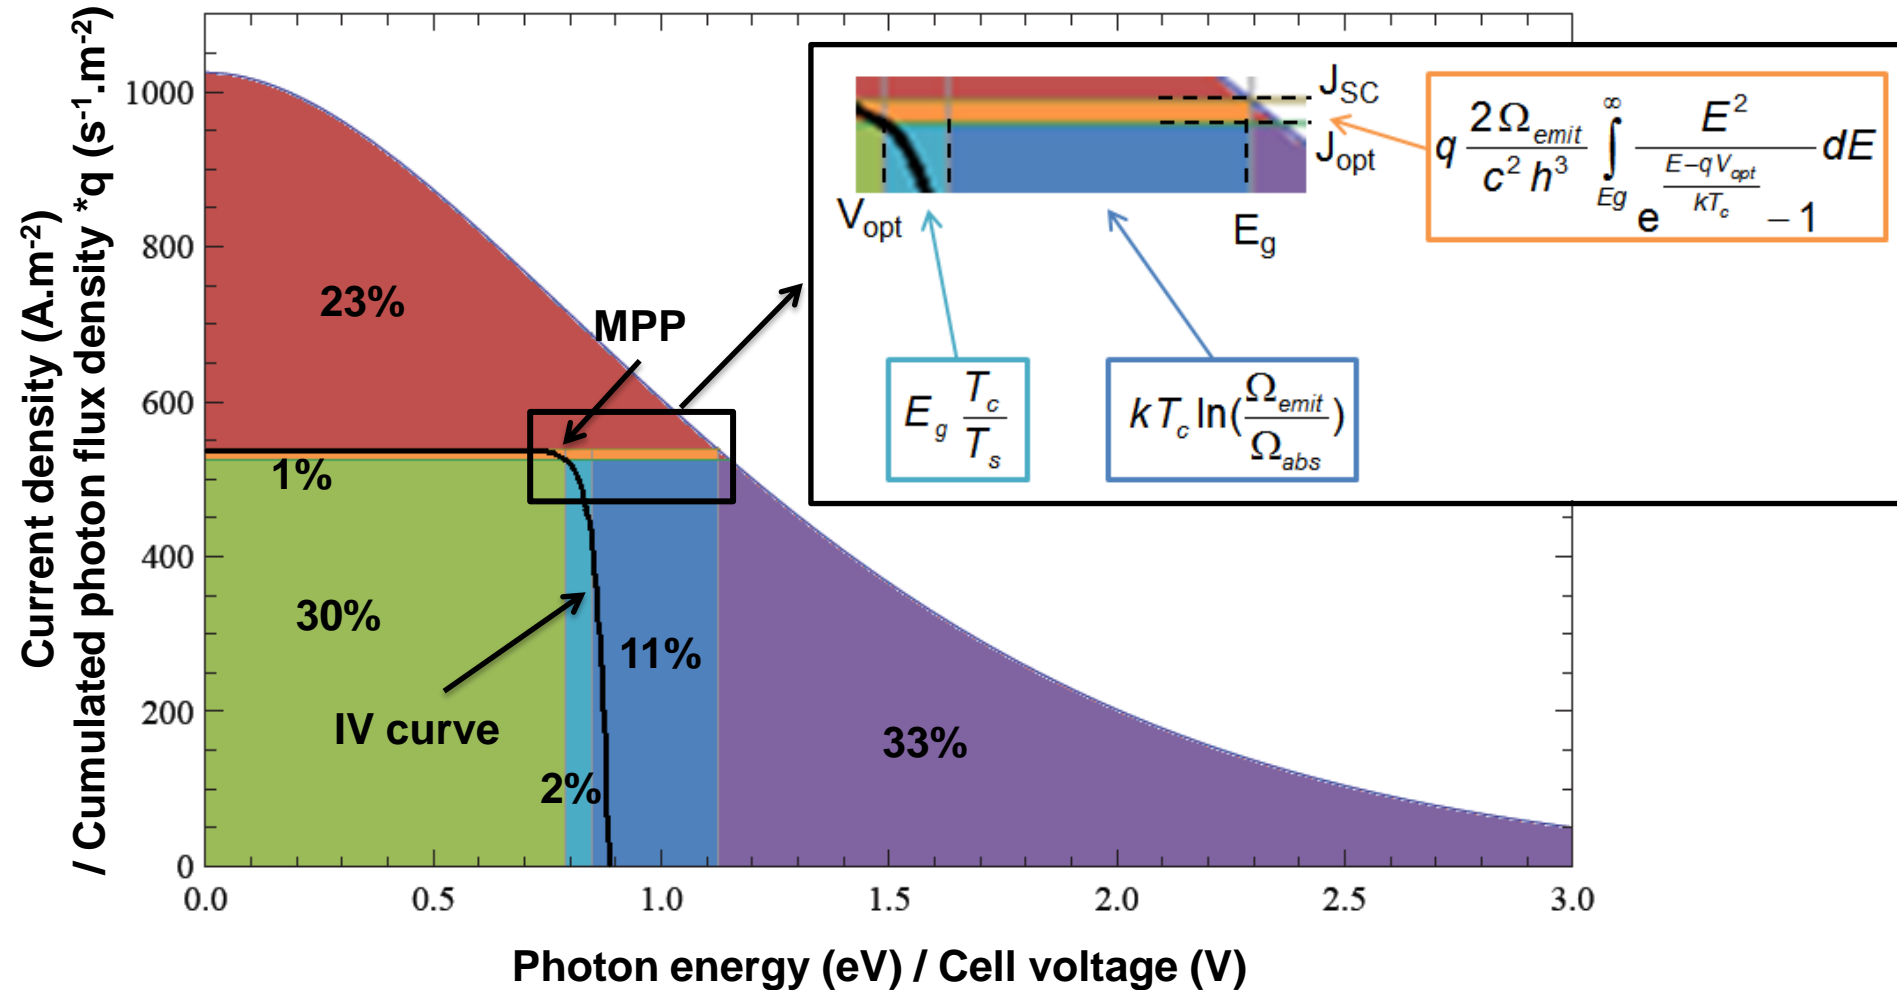 Current density (A.m⁻²)
/ Cumulated photon flux density *q (s⁻¹.m⁻²)
1000
800
600
400
200
0
0.0 0.5 1.0 1.5 2.0 2.5 3.0
Photon energy (eV) / Cell voltage (V)
23%
MPP
1%
30%
11%
IV curve
2%
33%
J_SC
J_opt
V_opt
E_g
q 2Ω_emit / c² h³ ∫_Eg^∞ E² / (e^((E−qV_opt)/kT_c) − 1) dE
E_g T_c / T_s
kT_c ln(Ω_emit / Ω_abs)